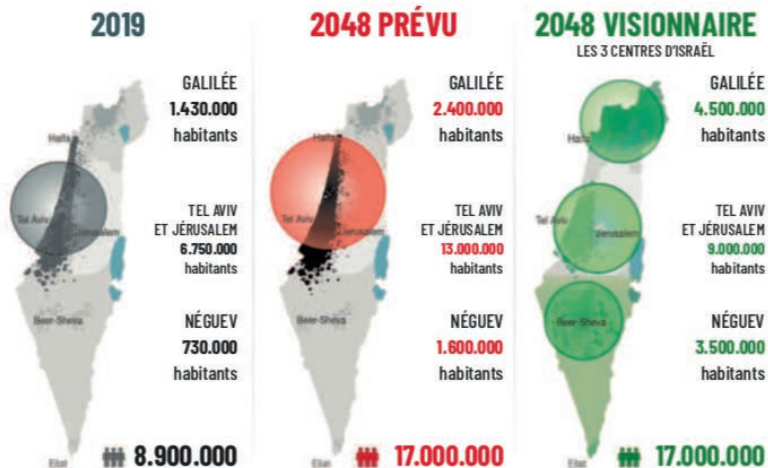 2019
GALILÉE
1.430.000
habitants
Haifa
Tel Aviv
Jerusalem
TEL AVIV
ET JÉRUSALEM
6.750.000
habitants
Beer-Sheva
NÉGUEV
730.000
habitants
Eilat
8.900.000
2048 PRÉVU
GALILÉE
2.400.000
habitants
Haifa
Tel Aviv
Jerusalem
TEL AVIV
ET JÉRUSALEM
13.000.000
habitants
Beer-Sheva
NÉGUEV
1.600.000
habitants
Eilat
17.000.000
2048 VISIONNAIRE
LES 3 CENTRES D'ISRAËL
GALILÉE
4.500.000
habitants
Haifa
Tel Aviv
Jerusalem
TEL AVIV
ET JÉRUSALEM
9.000.000
habitants
Beer-Sheva
NÉGUEV
3.500.000
habitants
Eilat
17.000.000